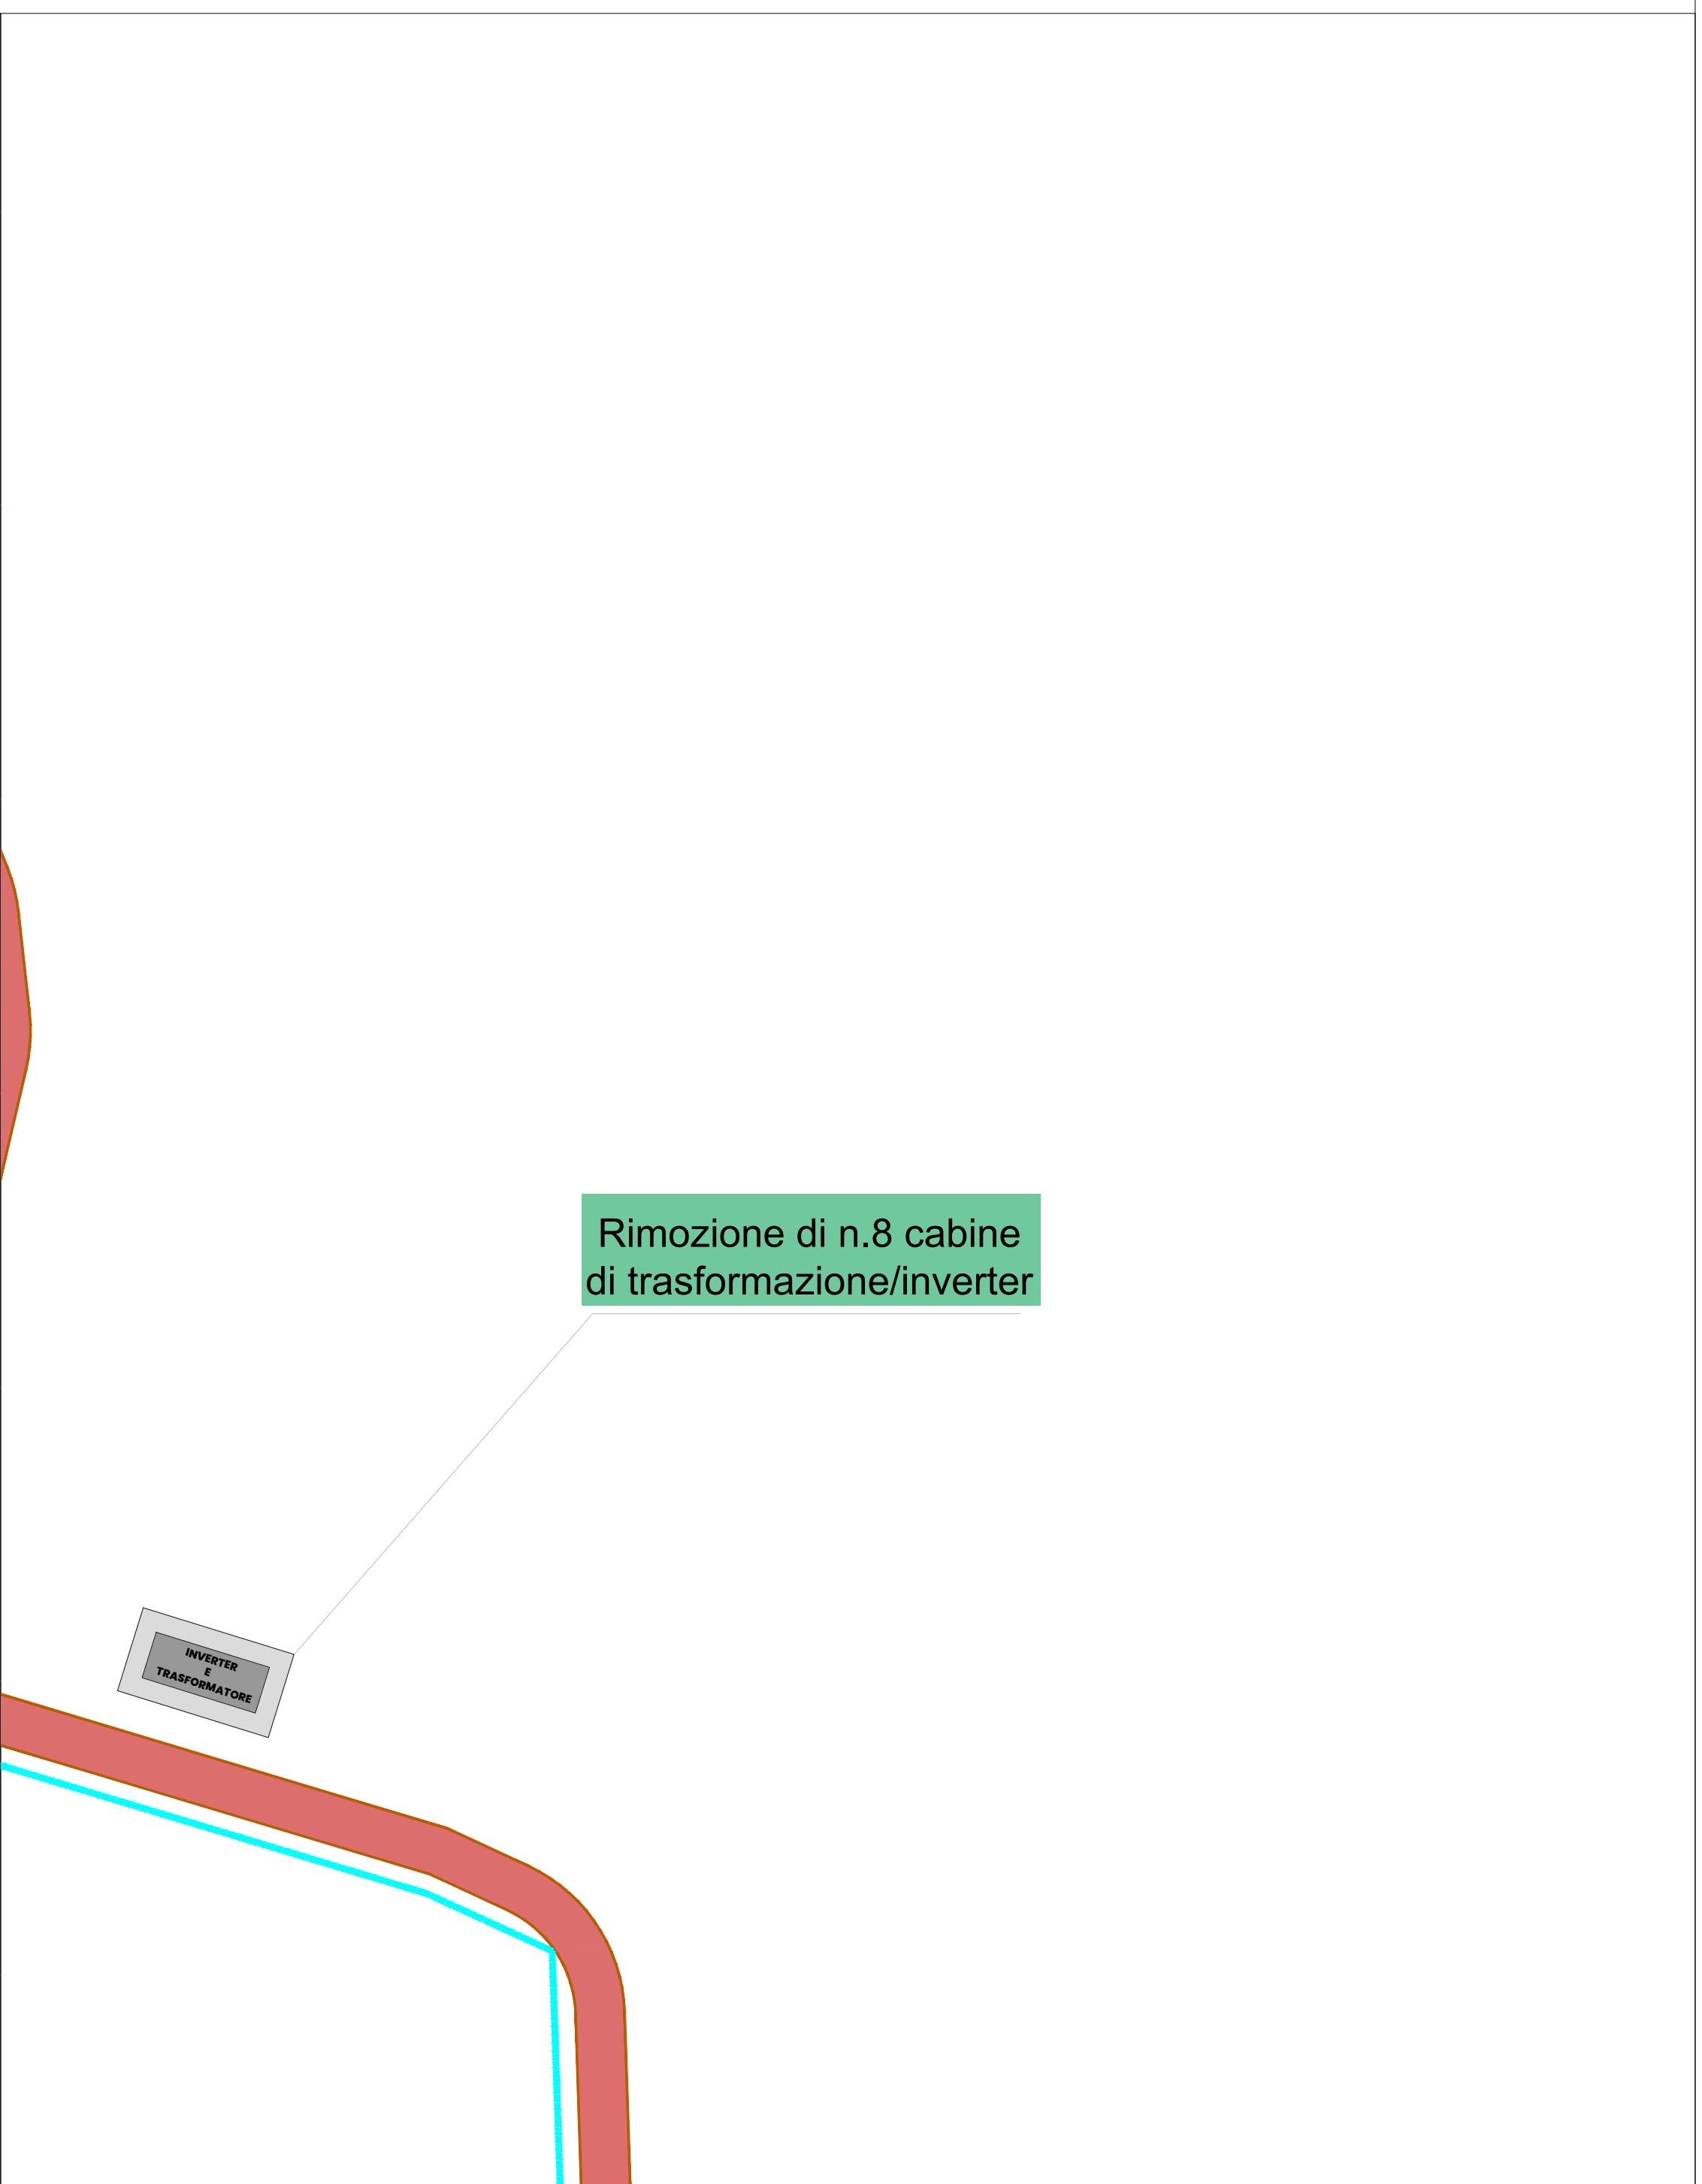 Rimozione di n.8 cabine
di trasformazione/inverter
INVERTER
E
TRASFORMATORE